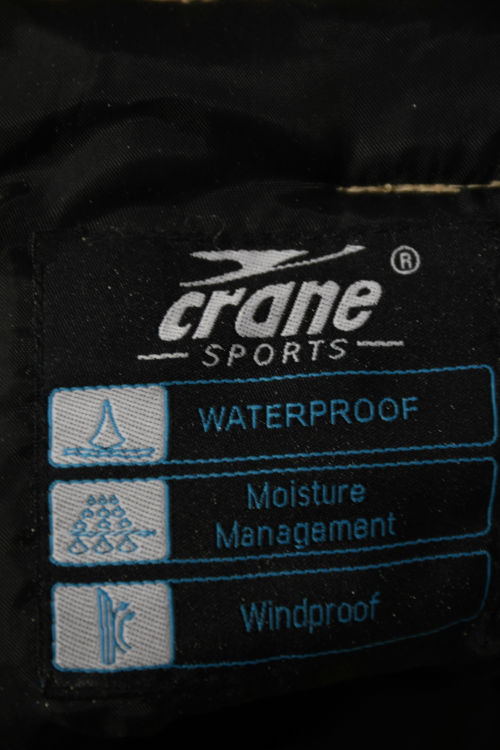 ®
crane
SPORTS
WATERPROOF
Moisture
Management
Windproof